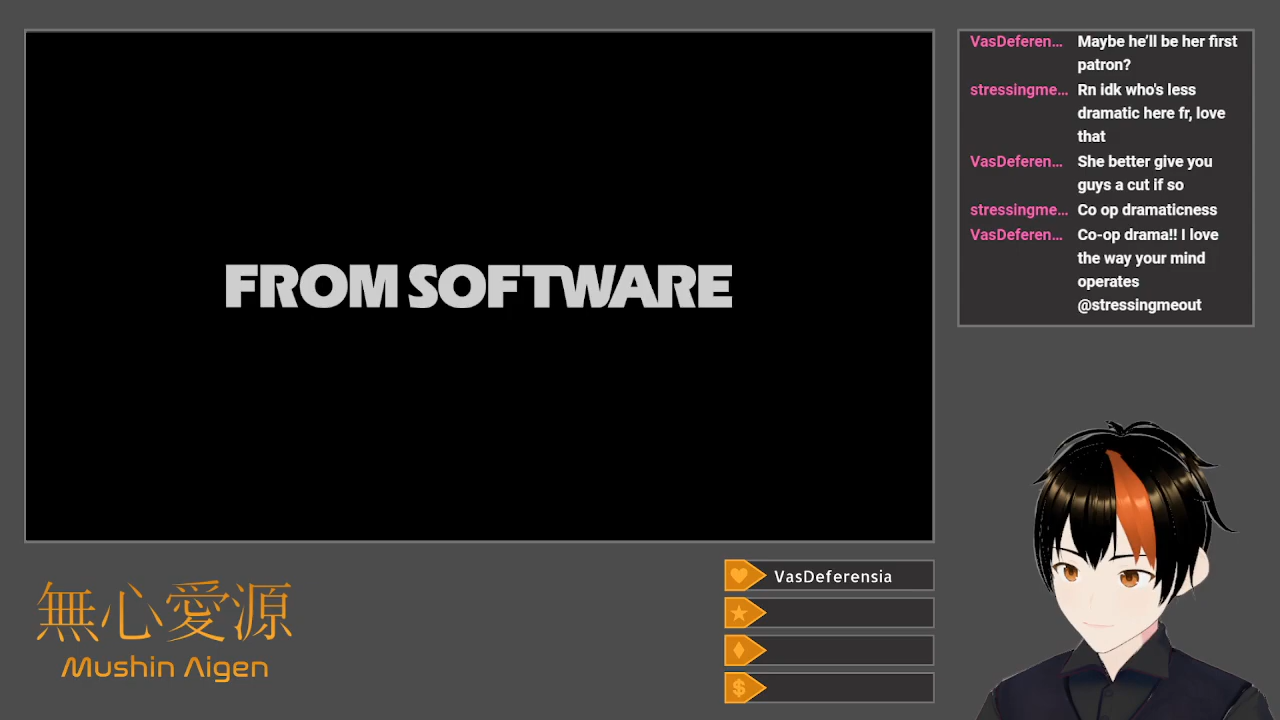 FROM SOFTWARE
VasDeferen... Maybe he'll be her first
patron?
stressingme... Rn idk who's less
dramatic here fr, love
that
VasDeferen... She better give you
guys a cut if so
stressingme... Co op dramaticness
VasDeferen... Co-op drama!! I love
the way your mind
operates
@stressingmeout
無心愛源
Mushin Aigen
VasDeferensia
$